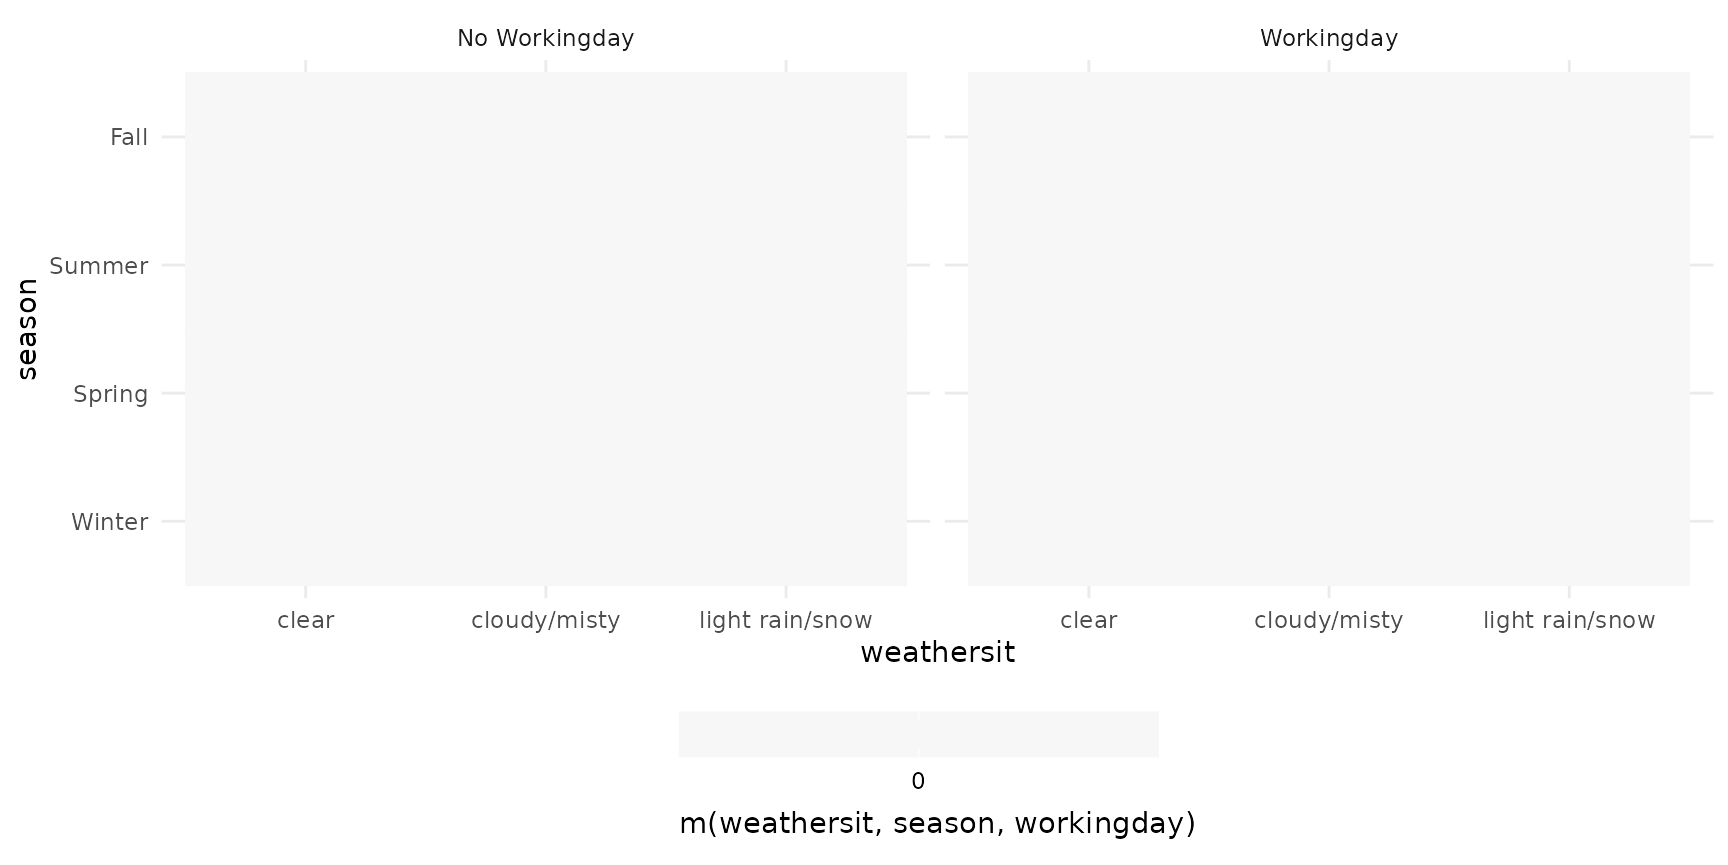 No Workingday
Workingday
season
Fall
Summer
Spring
Winter
clear
cloudy/misty
light rain/snow
clear
cloudy/misty
light rain/snow
weathersit
0
m(weathersit, season, workingday)